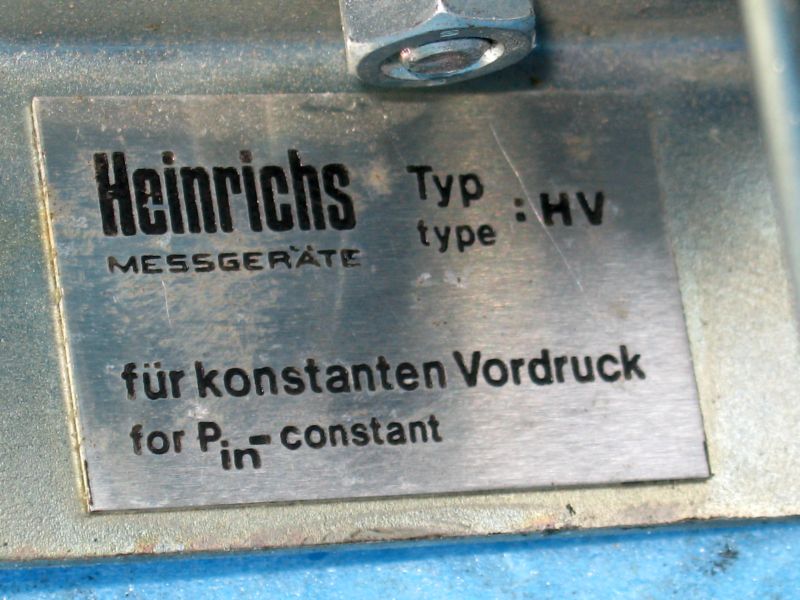 Heinrichs
MESSGERÄTE
Typ
type : HV
für konstanten Vordruck
for Pin-constant